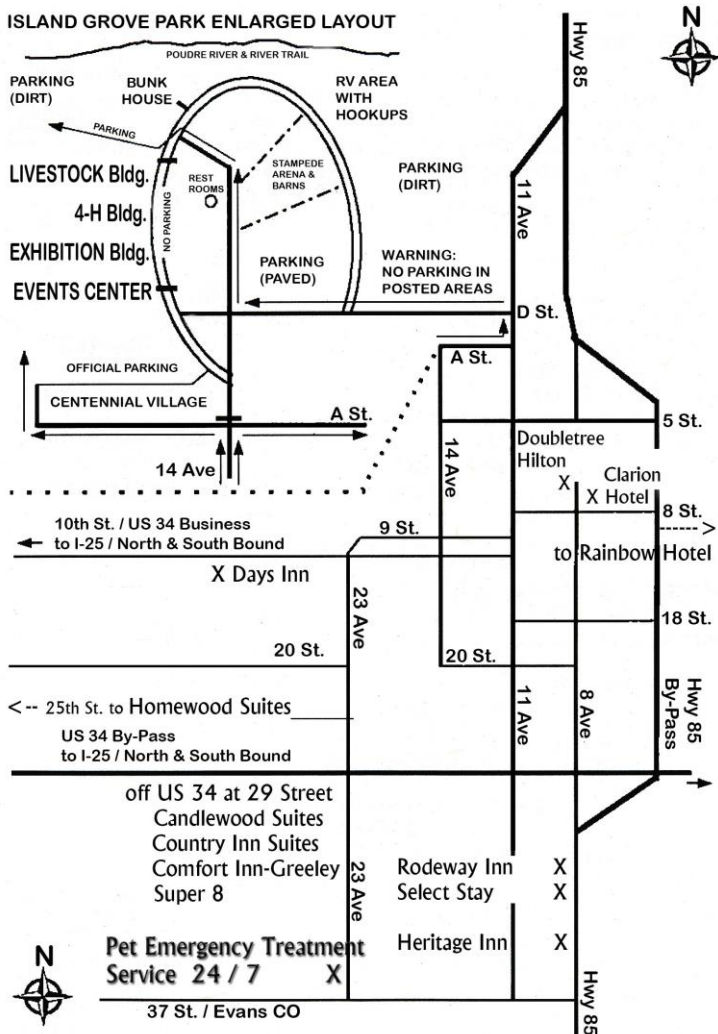 ISLAND GROVE PARK ENLARGED LAYOUT
N
Hwy 85
POUDRE RIVER & RIVER TRAIL
PARKING
(DIRT)
BUNK
HOUSE
RV AREA
WITH
HOOKUPS
PARKING
LIVESTOCK Bldg.
REST
ROOMS
STAMPEDE
ARENA &
BARNS
PARKING
(DIRT)
11 Ave
4-H Bldg.
NO PARKING
EXHIBITION Bldg.
PARKING
(PAVED)
WARNING:
NO PARKING IN
POSTED AREAS
EVENTS CENTER
D St.
A St.
OFFICIAL PARKING
CENTENNIAL VILLAGE
A St.
5 St.
14 Ave
14 Ave
Doubletree
Hilton
X
Clarion
X Hotel
8 St.
10th St. / US 34 Business
to I-25 / North & South Bound
9 St.
------>
to Rainbow Hotel
X Days Inn
23 Ave
18 St.
20 St.
20 St.
<-- 25th St. to Homewood Suites
11 Ave
8 Ave
Hwy 85
By-Pass
US 34 By-Pass
to I-25 / North & South Bound
off US 34 at 29 Street
Candlewood Suites
Country Inn Suites
Comfort Inn-Greeley
Super 8
23 Ave
Rodeway Inn X
Select Stay X
Heritage Inn X
N
Pet Emergency Treatment
Service 24 / 7 X
Hwy 85
37 St. / Evans CO